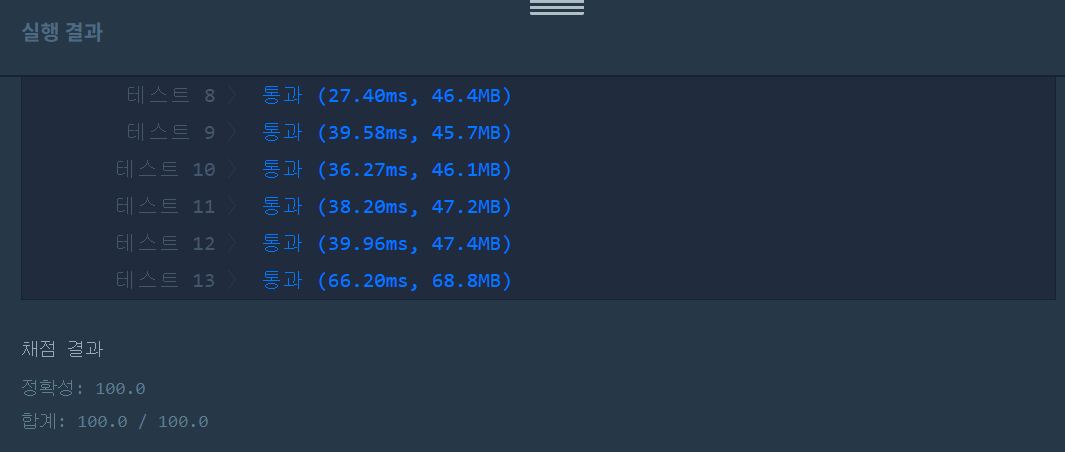 실행 결과
테스트 8 〉 통과 (27.40ms, 46.4MB)
테스트 9 〉 통과 (39.58ms, 45.7MB)
테스트 10 〉 통과 (36.27ms, 46.1MB)
테스트 11 〉 통과 (38.20ms, 47.2MB)
테스트 12 〉 통과 (39.96ms, 47.4MB)
테스트 13 〉 통과 (66.20ms, 68.8MB)
채점 결과
정확성: 100.0
합계: 100.0 / 100.0